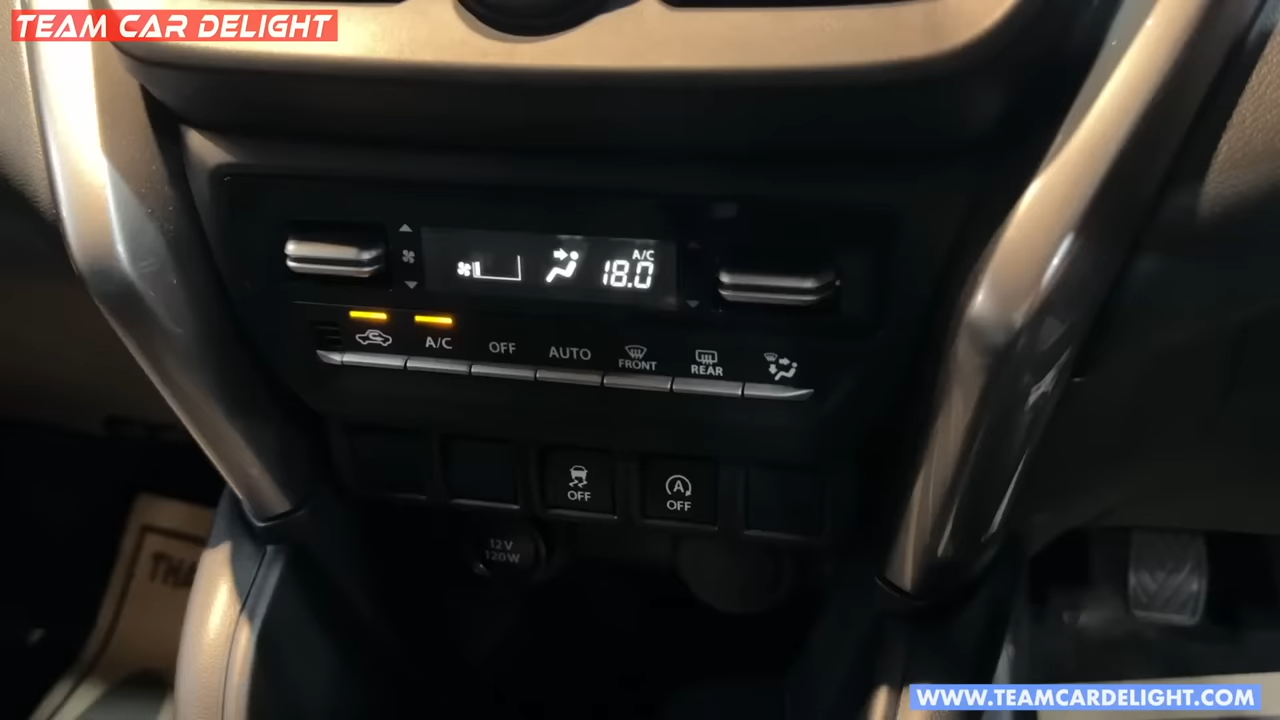 TEAM CAR DELIGHT
A/C
18.0
A/C
OFF
AUTO
FRONT
REAR
OFF
A
OFF
12V
120W
WWW.TEAMCARDELIGHT.COM